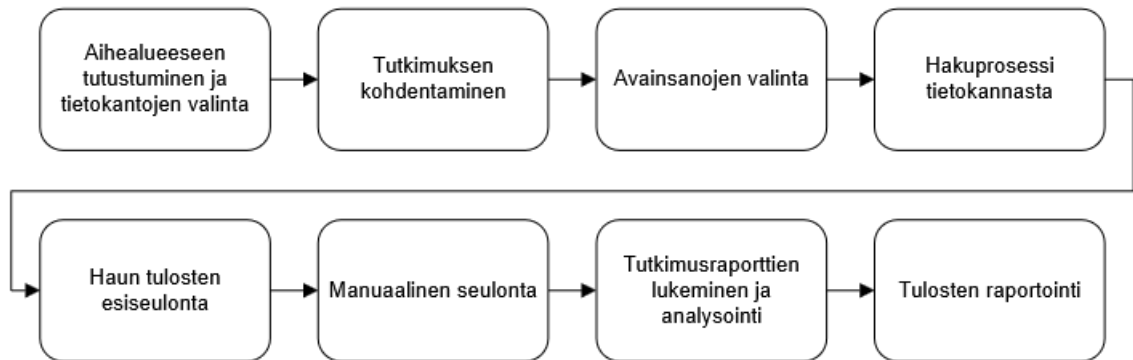 Aihealueeseen
tutustuminen ja
tietokantojen valinta
Tutkimuksen
kohdentaminen
Avainsanojen valinta
Hakuprosessi
tietokannasta
Haun tulosten
esiseulonta
Manuaalinen seulonta
Tutkimusraporttien
lukeminen ja
analysointi
Tulosten raportointi